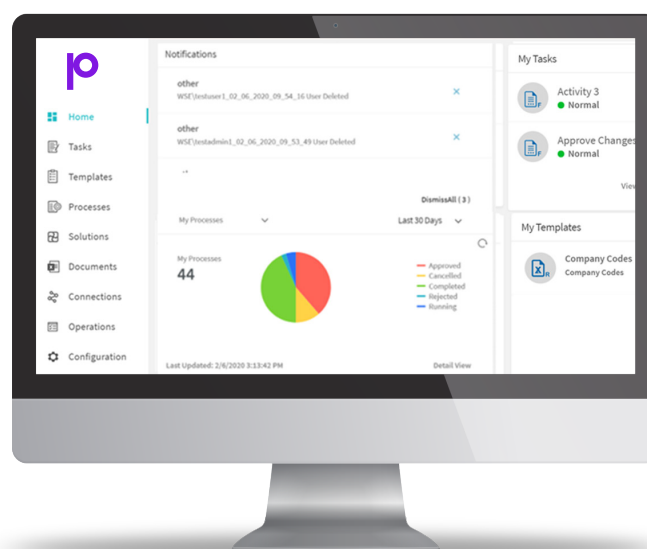 Home
Tasks
Templates
Processes
Solutions
Documents
Connections
Operations
Configuration
Notifications
other
WSE\testuser1_02_06_2020_09_54_16 User Deleted
other
WSE\testadmin1_02_06_2020_09_53_49 User Deleted
DismissAll ( 3 )
My Processes
Last 30 Days
My Processes
44
Approved
Cancelled
Completed
Rejected
Running
Last Updated: 2/6/2020 3:13:42 PM
Detail View
My Tasks
Activity 3
Normal
Approve Changes
Normal
My Templates
Company Codes
Company Codes